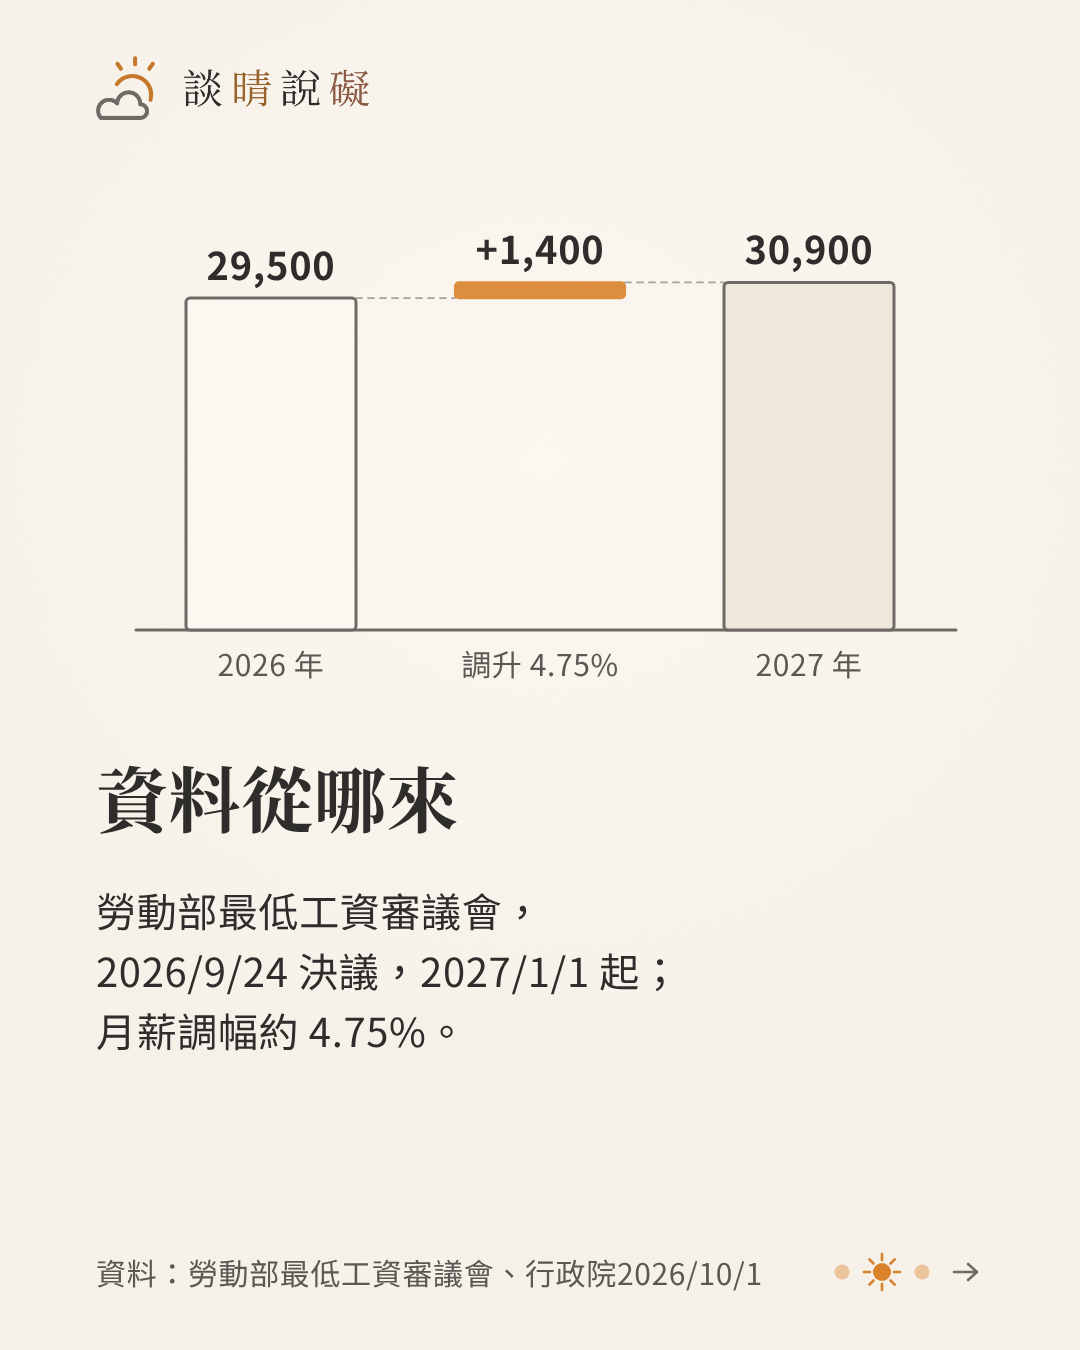 談晴說礙
29,500
+1,400
30,900
2026 年
調升 4.75%
2027 年
資料從哪來
勞動部最低工資審議會，
2026/9/24 決議，2027/1/1 起；
月薪調幅約 4.75%。
資料：勞動部最低工資審議會、行政院2026/10/1